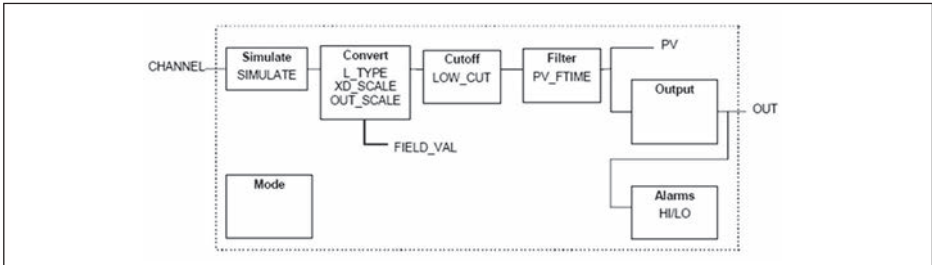 CHANNEL
Simulate
SIMULATE
Convert
L_TYPE
XD_SCALE
OUT_SCALE
Cutoff
LOW_CUT
Filter
PV_FTIME
PV
Output
OUT
FIELD_VAL
Mode
Alarms
HI/LO